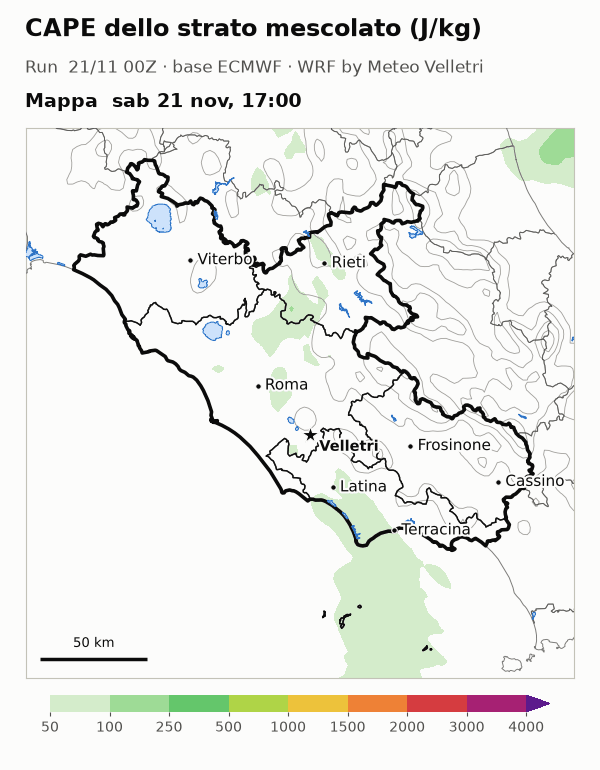 CAPE dello strato mescolato (J/kg)
Run  21/11 00Z · base ECMWF · WRF by Meteo Velletri
Mappa  sab 21 nov, 17:00
Viterbo
Rieti
Roma
Velletri
Frosinone
Cassino
Latina
Terracina
50 km
50 100 250 500 1000 1500 2000 3000 4000